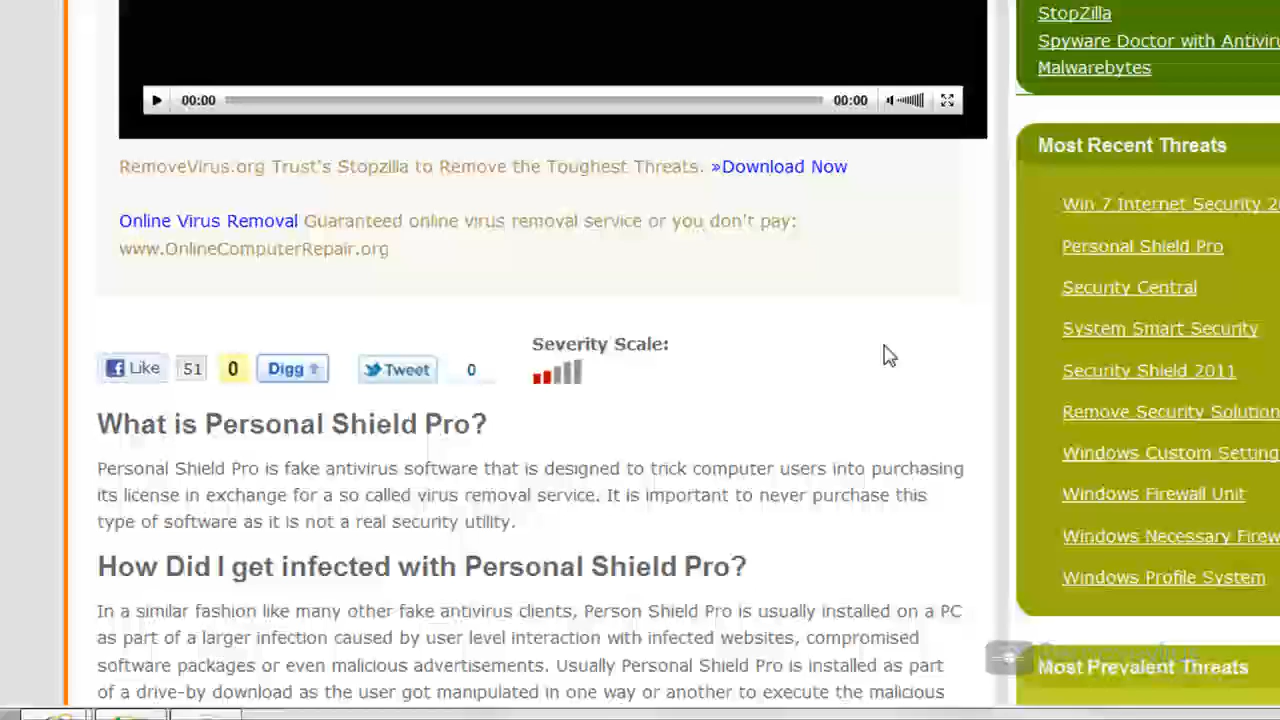 StopZilla
Spyware Doctor with Antivir
Malwarebytes
00:00
00:00
RemoveVirus.org Trust's Stopzilla to Remove the Toughest Threats. »Download Now
Online Virus Removal Guaranteed online virus removal service or you don't pay:
www.OnlineComputerRepair.org
Most Recent Threats
Win 7 Internet Security 2
Personal Shield Pro
Security Central
System Smart Security
Security Shield 2011
Remove Security Solution
Windows Custom Setting
Windows Firewall Unit
Windows Necessary Firew
Windows Profile System
Most Prevalent Threats
Severity Scale:
Like 51 0 Digg Tweet 0
What is Personal Shield Pro?
Personal Shield Pro is fake antivirus software that is designed to trick computer users into purchasing
its license in exchange for a so called virus removal service. It is important to never purchase this
type of software as it is not a real security utility.
How Did I get infected with Personal Shield Pro?
In a similar fashion like many other fake antivirus clients, Person Shield Pro is usually installed on a PC
as part of a larger infection caused by user level interaction with infected websites, compromised
software packages or even malicious advertisements. Usually Personal Shield Pro is installed as part
of a drive-by download as the user got manipulated in one way or another to execute the malicious